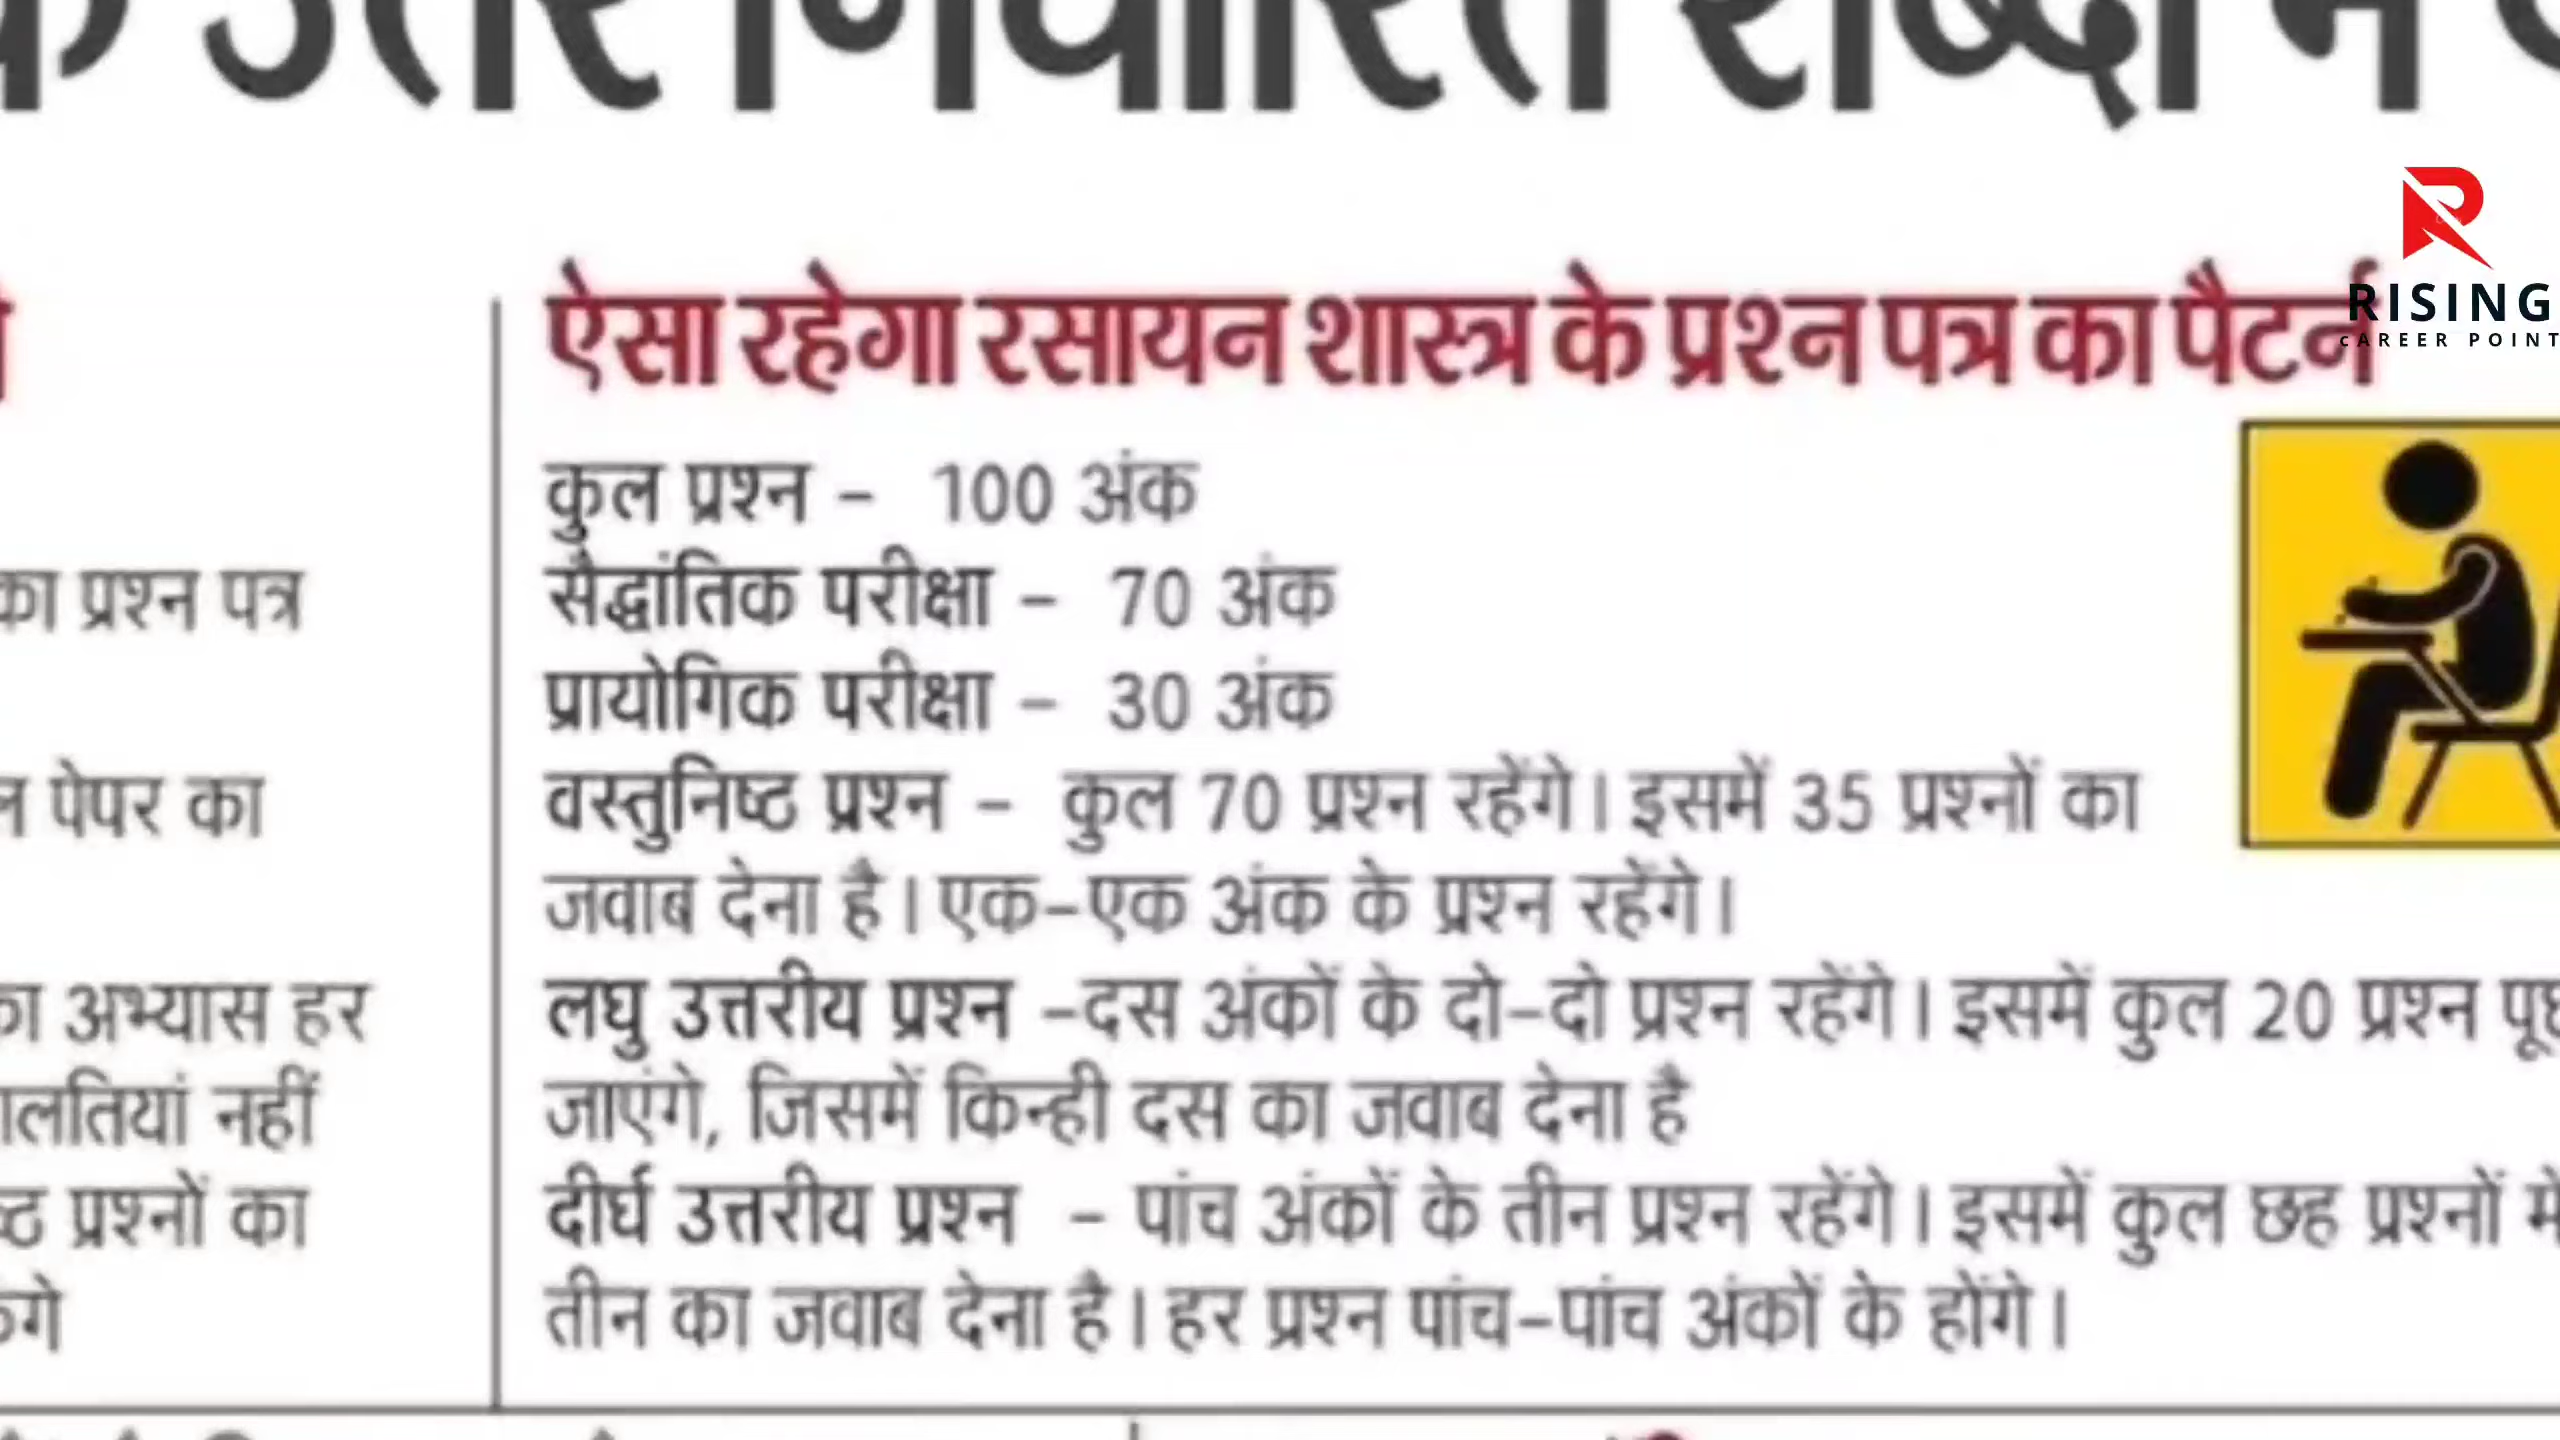 के उत्तर निर्धारित शब्दों में
RISING
CAREER POINT
ऐसा रहेगा रसायन शास्त्र के प्रश्न पत्र का पैटर्न
कुल प्रश्न - 100 अंक
सैद्धांतिक परीक्षा - 70 अंक
प्रायोगिक परीक्षा - 30 अंक
वस्तुनिष्ठ प्रश्न - कुल 70 प्रश्न रहेंगे। इसमें 35 प्रश्नों का
जवाब देना है। एक-एक अंक के प्रश्न रहेंगे।
लघु उत्तरीय प्रश्न -दस अंकों के दो-दो प्रश्न रहेंगे। इसमें कुल 20 प्रश्न
जाएंगे, जिसमें किन्ही दस का जवाब देना है
दीर्घ उत्तरीय प्रश्न - पांच अंकों के तीन प्रश्न रहेंगे। इसमें कुल छह प्रश्नों में
तीन का जवाब देना है। हर प्रश्न पांच-पांच अंकों के होंगे।
का प्रश्न पत्र
पेपर का
का अभ्यास हर
नहीं
प्रश्नों का